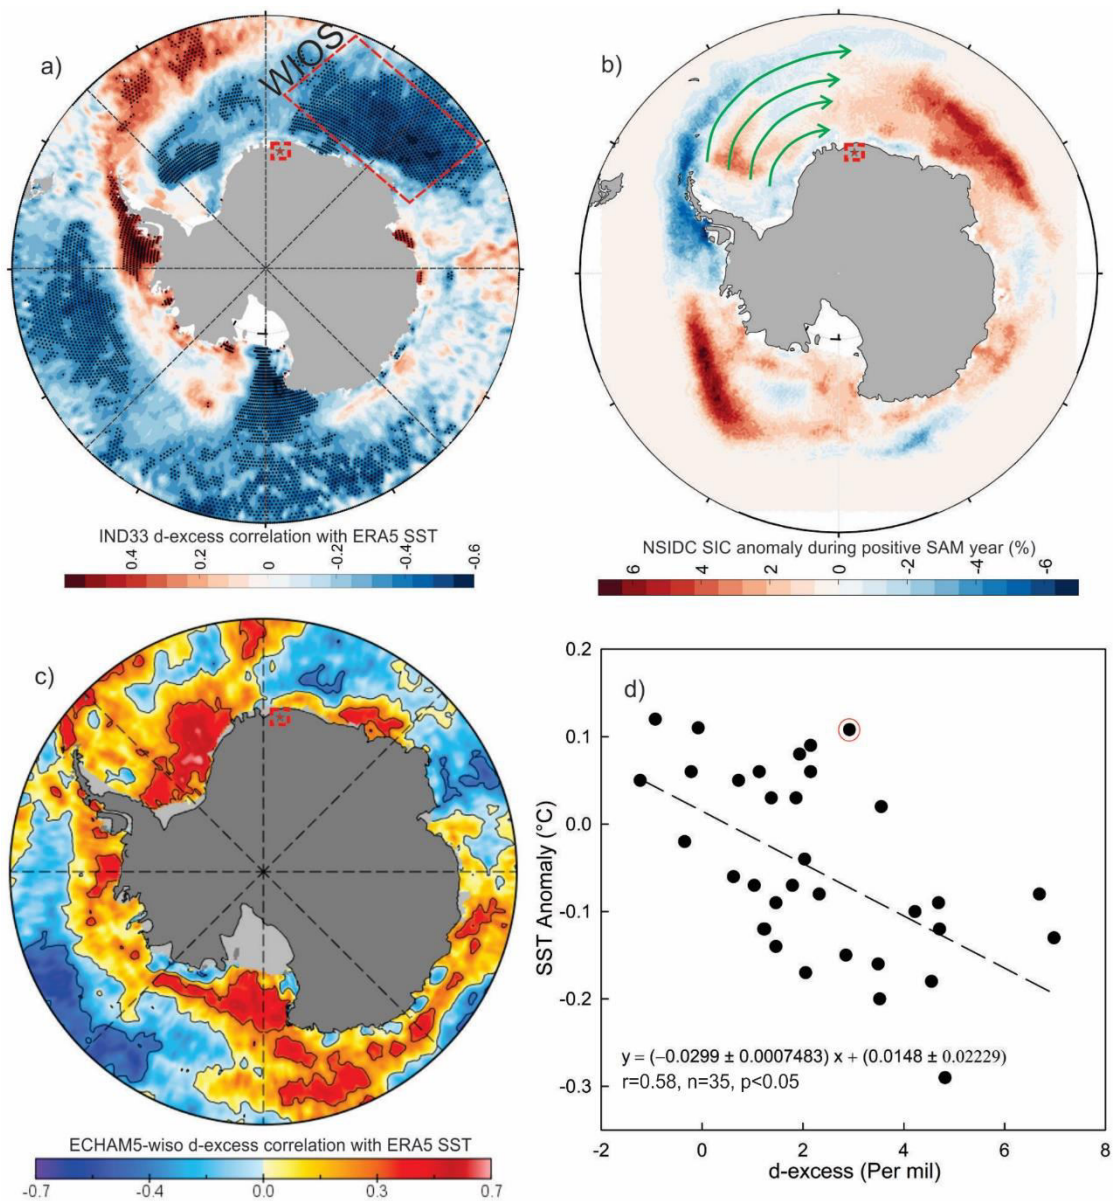 a)
WIOS
IND33 d-excess correlation with ERA5 SST
0.4 0.2 0 -0.2 -0.4 -0.6
b)
NSIDC SIC anomaly during positive SAM year (%)
6 4 2 0 -2 -4 -6
c)
ECHAM5-wiso d-excess correlation with ERA5 SST
-0.7 -0.4 0.0 0.3 0.7
d)
0.2
0.1
0.0
-0.1
-0.2
-0.3
SST Anomaly (°C)
y = (−0.0299 ± 0.0007483) x + (0.0148 ± 0.02229)
r=0.58, n=35, p<0.05
-2 0 2 4 6 8
d-excess (Per mil)